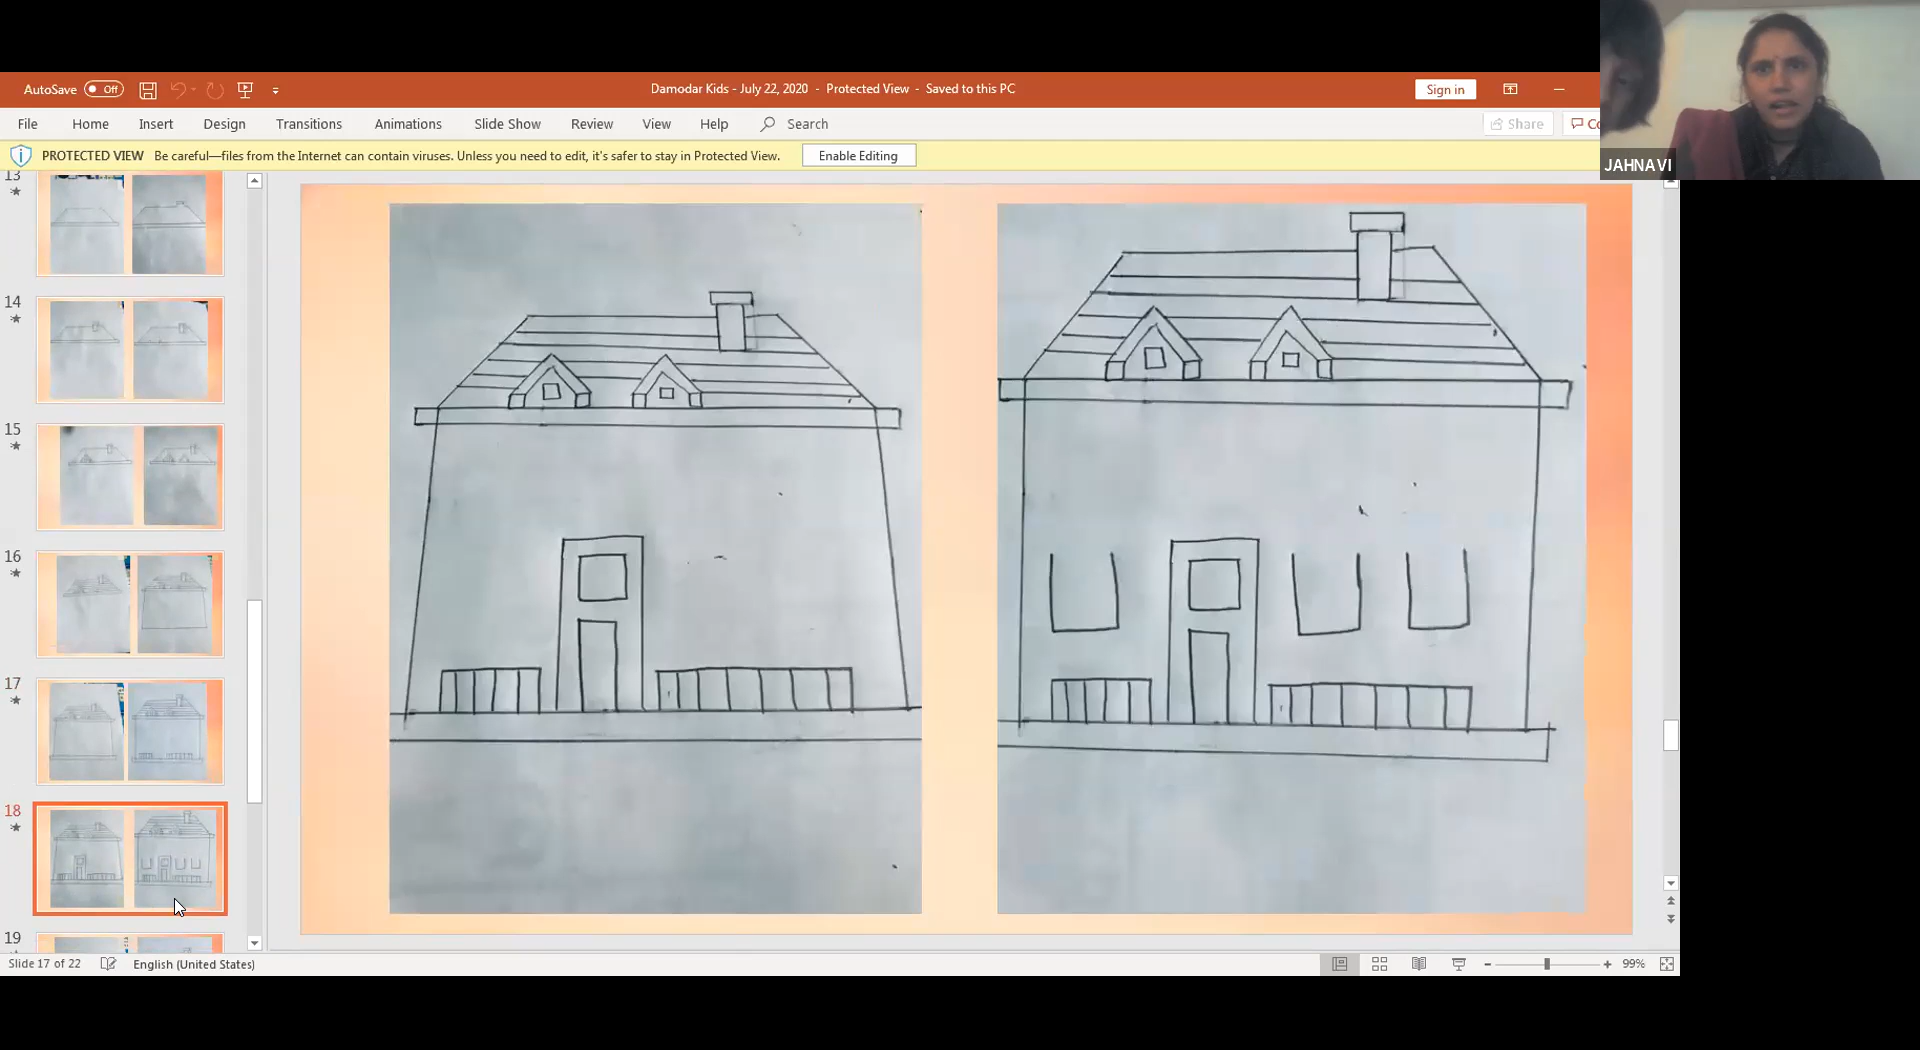 AutoSave Off Damodar Kids - July 22, 2020 - Protected View - Saved to this PC Sign in
File Home Insert Design Transitions Animations Slide Show Review View Help Search Share
PROTECTED VIEW Be careful—files from the Internet can contain viruses. Unless you need to edit, it's safer to stay in Protected View. Enable Editing
JAHNAVI
13
14
15
16
17
18
19
Slide 17 of 22 English (United States) 99%